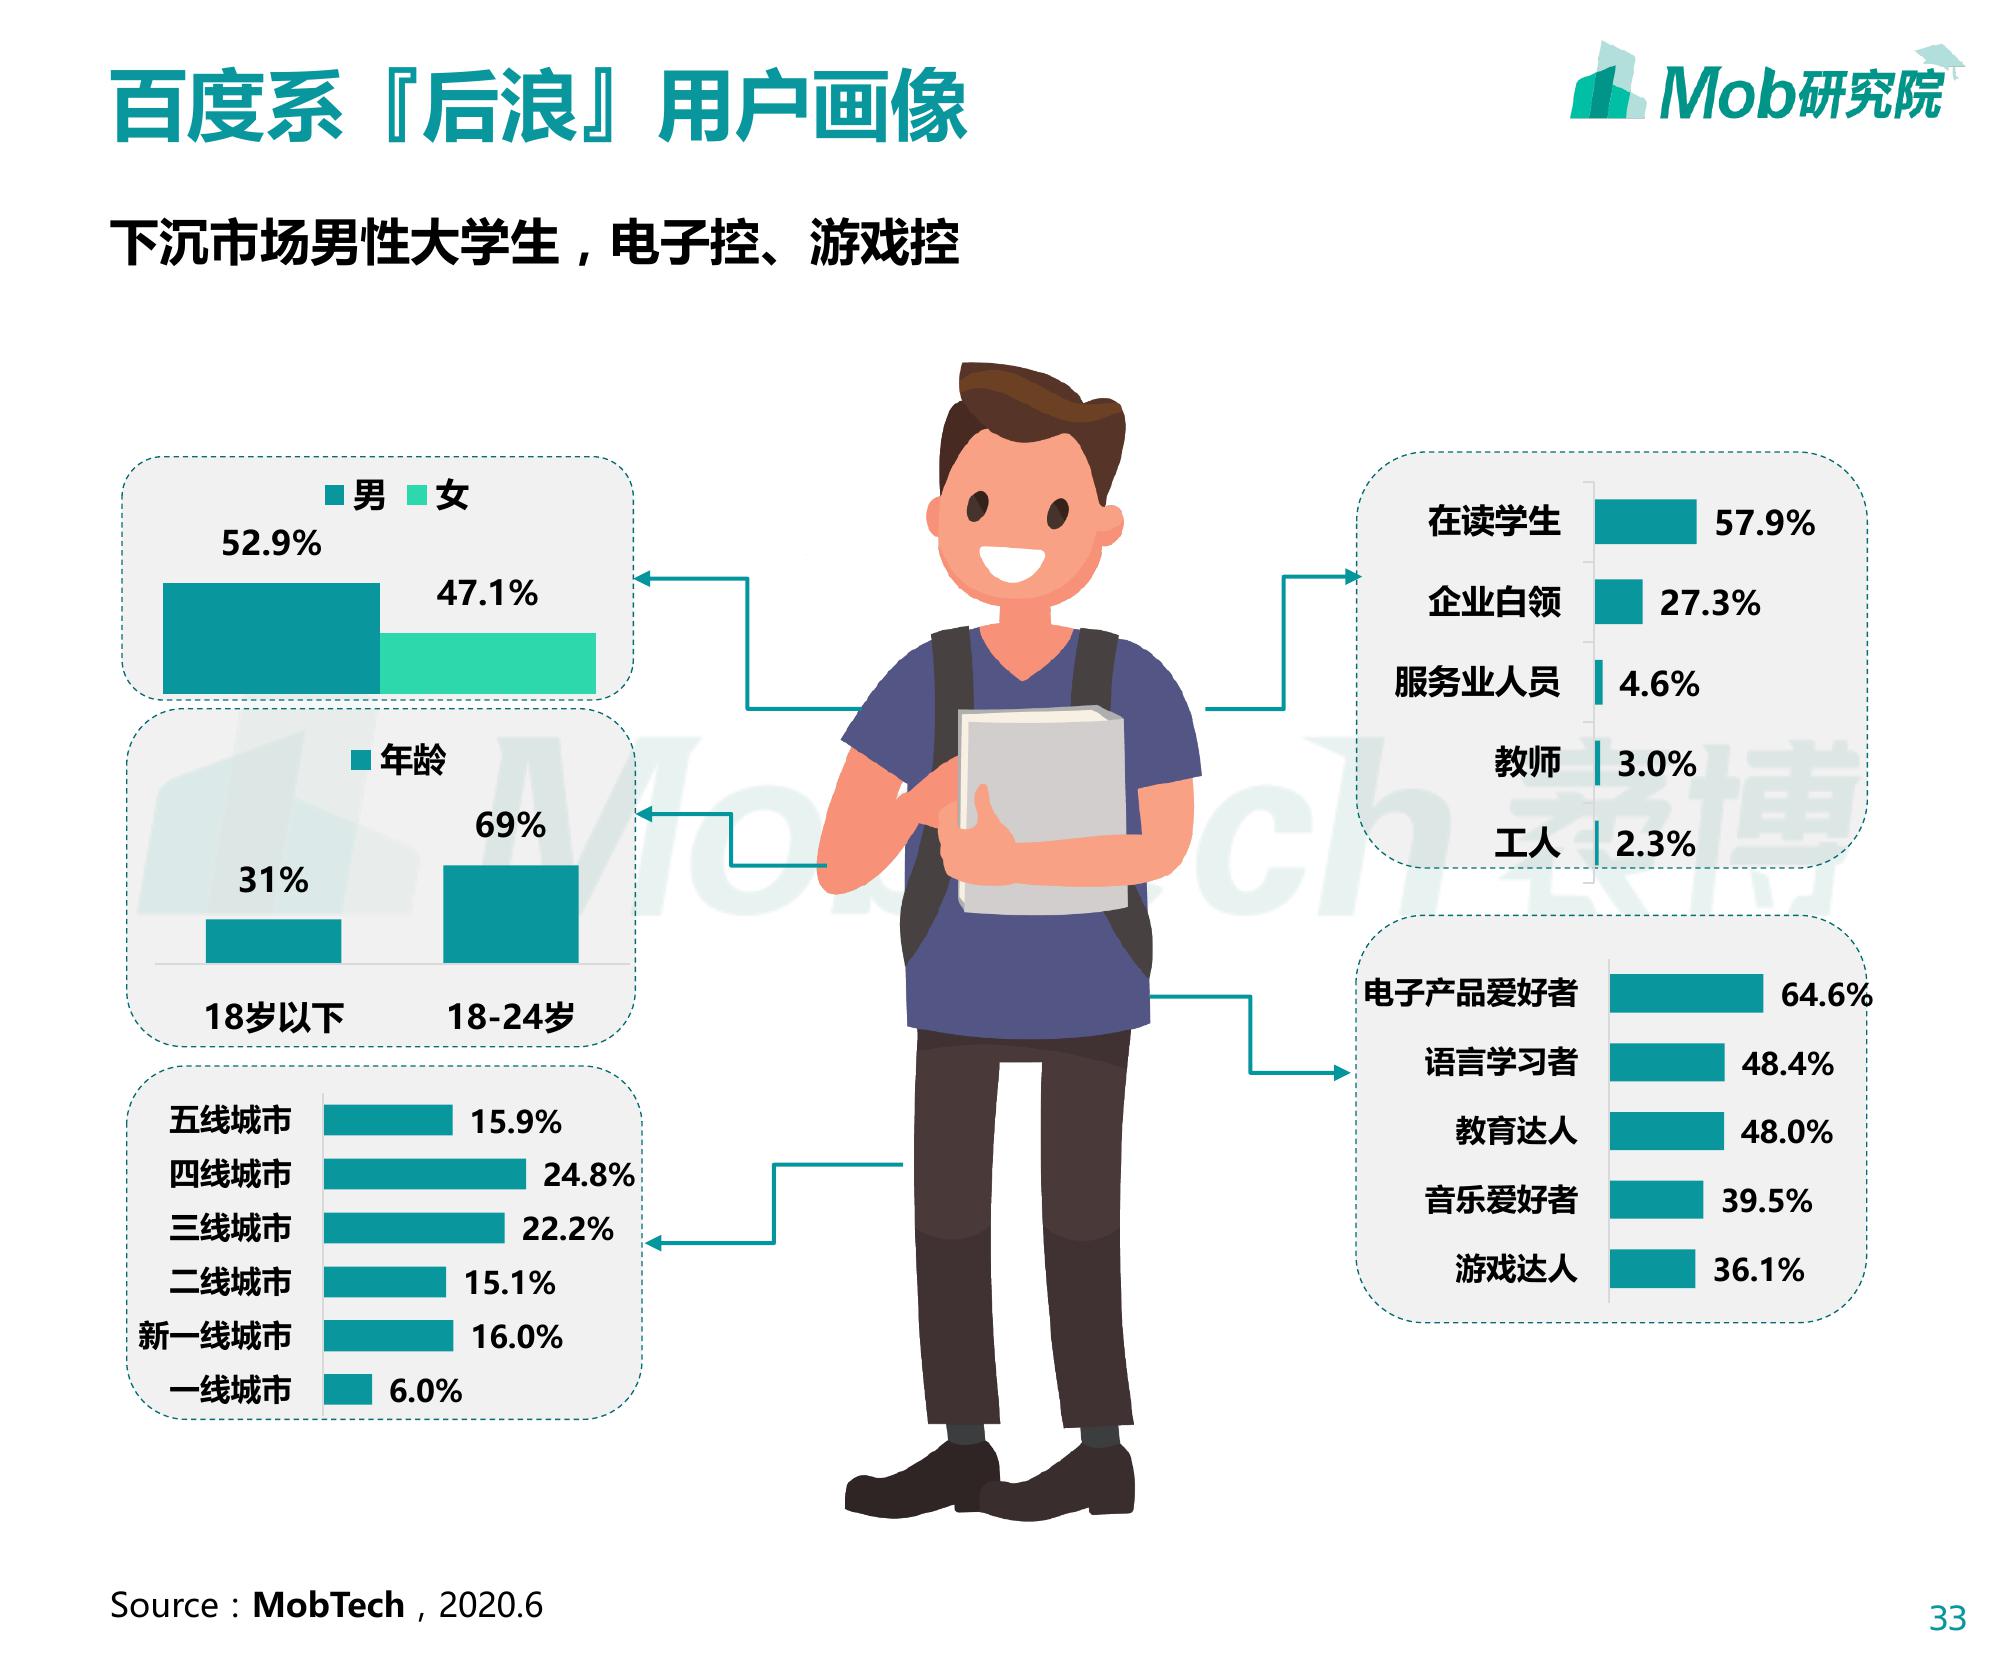 百度系『后浪』用户画像
Mob研究院
下沉市场男性大学生，电子控、游戏控
男 女
52.9%
47.1%
年龄
31%
69%
18岁以下
18-24岁
五线城市 15.9%
四线城市 24.8%
三线城市 22.2%
二线城市 15.1%
新一线城市 16.0%
一线城市 6.0%
在读学生 57.9%
企业白领 27.3%
服务业人员 4.6%
教师 3.0%
工人 2.3%
电子产品爱好者 64.6%
语言学习者 48.4%
教育达人 48.0%
音乐爱好者 39.5%
游戏达人 36.1%
MobTech 袤博
Source：MobTech，2020.6
33